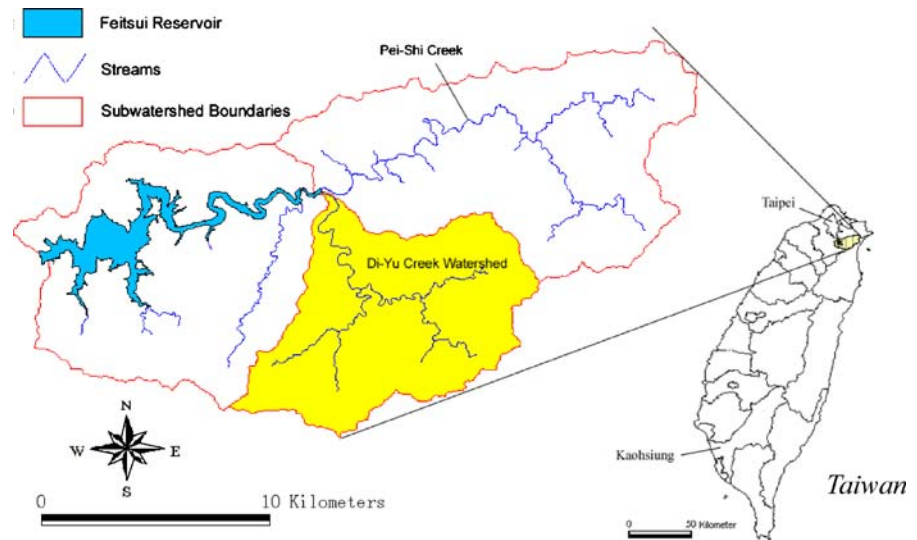 Feitsui Reservoir
Streams
Subwatershed Boundaries
Pei-Shi Creek
Di-Yu Creek Watershed
Taipei
Kaohsiung
Taiwan
N
W E
S
0 10 Kilometers
0 50 Kilometer